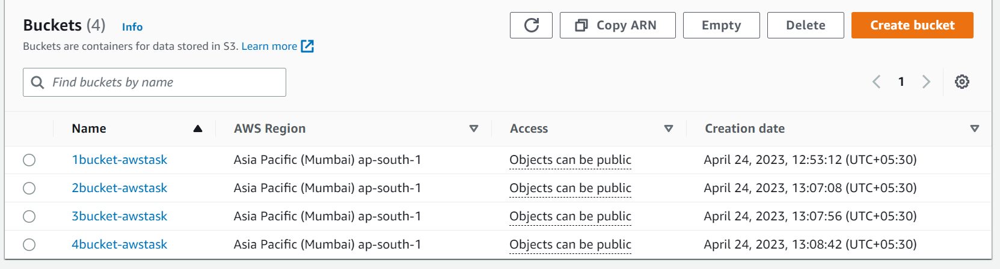 Buckets (4) Info
Copy ARN Empty Delete Create bucket
Buckets are containers for data stored in S3. Learn more
Find buckets by name
1
Name AWS Region Access Creation date
1bucket-awstask Asia Pacific (Mumbai) ap-south-1 Objects can be public April 24, 2023, 12:53:12 (UTC+05:30)
2bucket-awstask Asia Pacific (Mumbai) ap-south-1 Objects can be public April 24, 2023, 13:07:08 (UTC+05:30)
3bucket-awstask Asia Pacific (Mumbai) ap-south-1 Objects can be public April 24, 2023, 13:07:56 (UTC+05:30)
4bucket-awstask Asia Pacific (Mumbai) ap-south-1 Objects can be public April 24, 2023, 13:08:42 (UTC+05:30)